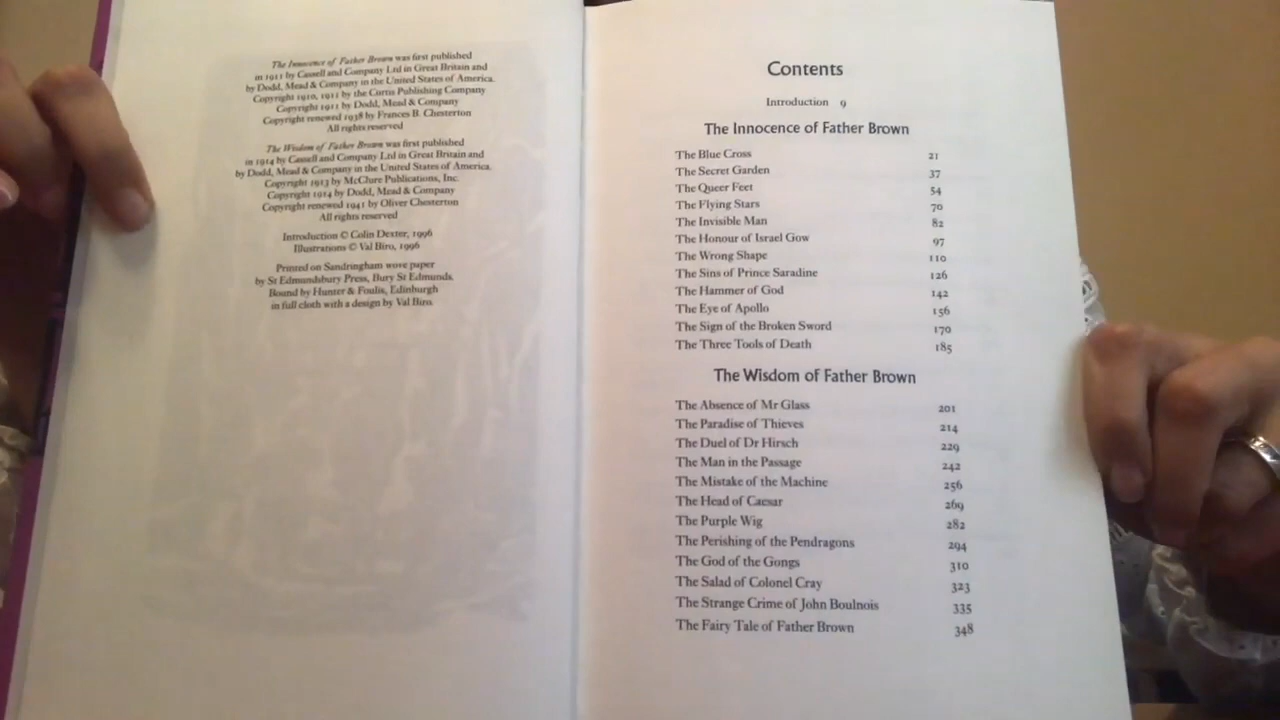 The Innocence of Father Brown was first published
in 1911 by Cassell and Company Ltd in Great Britain and
by Dodd, Mead & Company in the United States of America.
Copyright 1910, 1911 by the Curtis Publishing Company
Copyright 1911 by Dodd, Mead & Company
Copyright renewed 1938 by Frances B. Chesterton
All rights reserved
The Wisdom of Father Brown was first published
in 1914 by Cassell and Company Ltd in Great Britain and
by Dodd, Mead & Company in the United States of America.
Copyright 1913 by McClure Publications, Inc.
Copyright 1914 by Dodd, Mead & Company
Copyright renewed 1941 by Oliver Chesterton
All rights reserved
Introduction © Colin Dexter, 1996
Illustrations © Val Biro, 1996
Printed on Sandringham wove paper
by St Edmundsbury Press, Bury St Edmunds.
Bound by Hunter & Foulis, Edinburgh
in full cloth with a design by Val Biro.
Contents
Introduction 9
The Innocence of Father Brown
The Blue Cross 21
The Secret Garden 37
The Queer Feet 54
The Flying Stars 70
The Invisible Man 82
The Honour of Israel Gow 97
The Wrong Shape 110
The Sins of Prince Saradine 126
The Hammer of God 142
The Eye of Apollo 156
The Sign of the Broken Sword 170
The Three Tools of Death 185
The Wisdom of Father Brown
The Absence of Mr Glass 201
The Paradise of Thieves 214
The Duel of Dr Hirsch 229
The Man in the Passage 242
The Mistake of the Machine 256
The Head of Caesar 269
The Purple Wig 282
The Perishing of the Pendragons 294
The God of the Gongs 310
The Salad of Colonel Cray 323
The Strange Crime of John Boulnois 335
The Fairy Tale of Father Brown 348